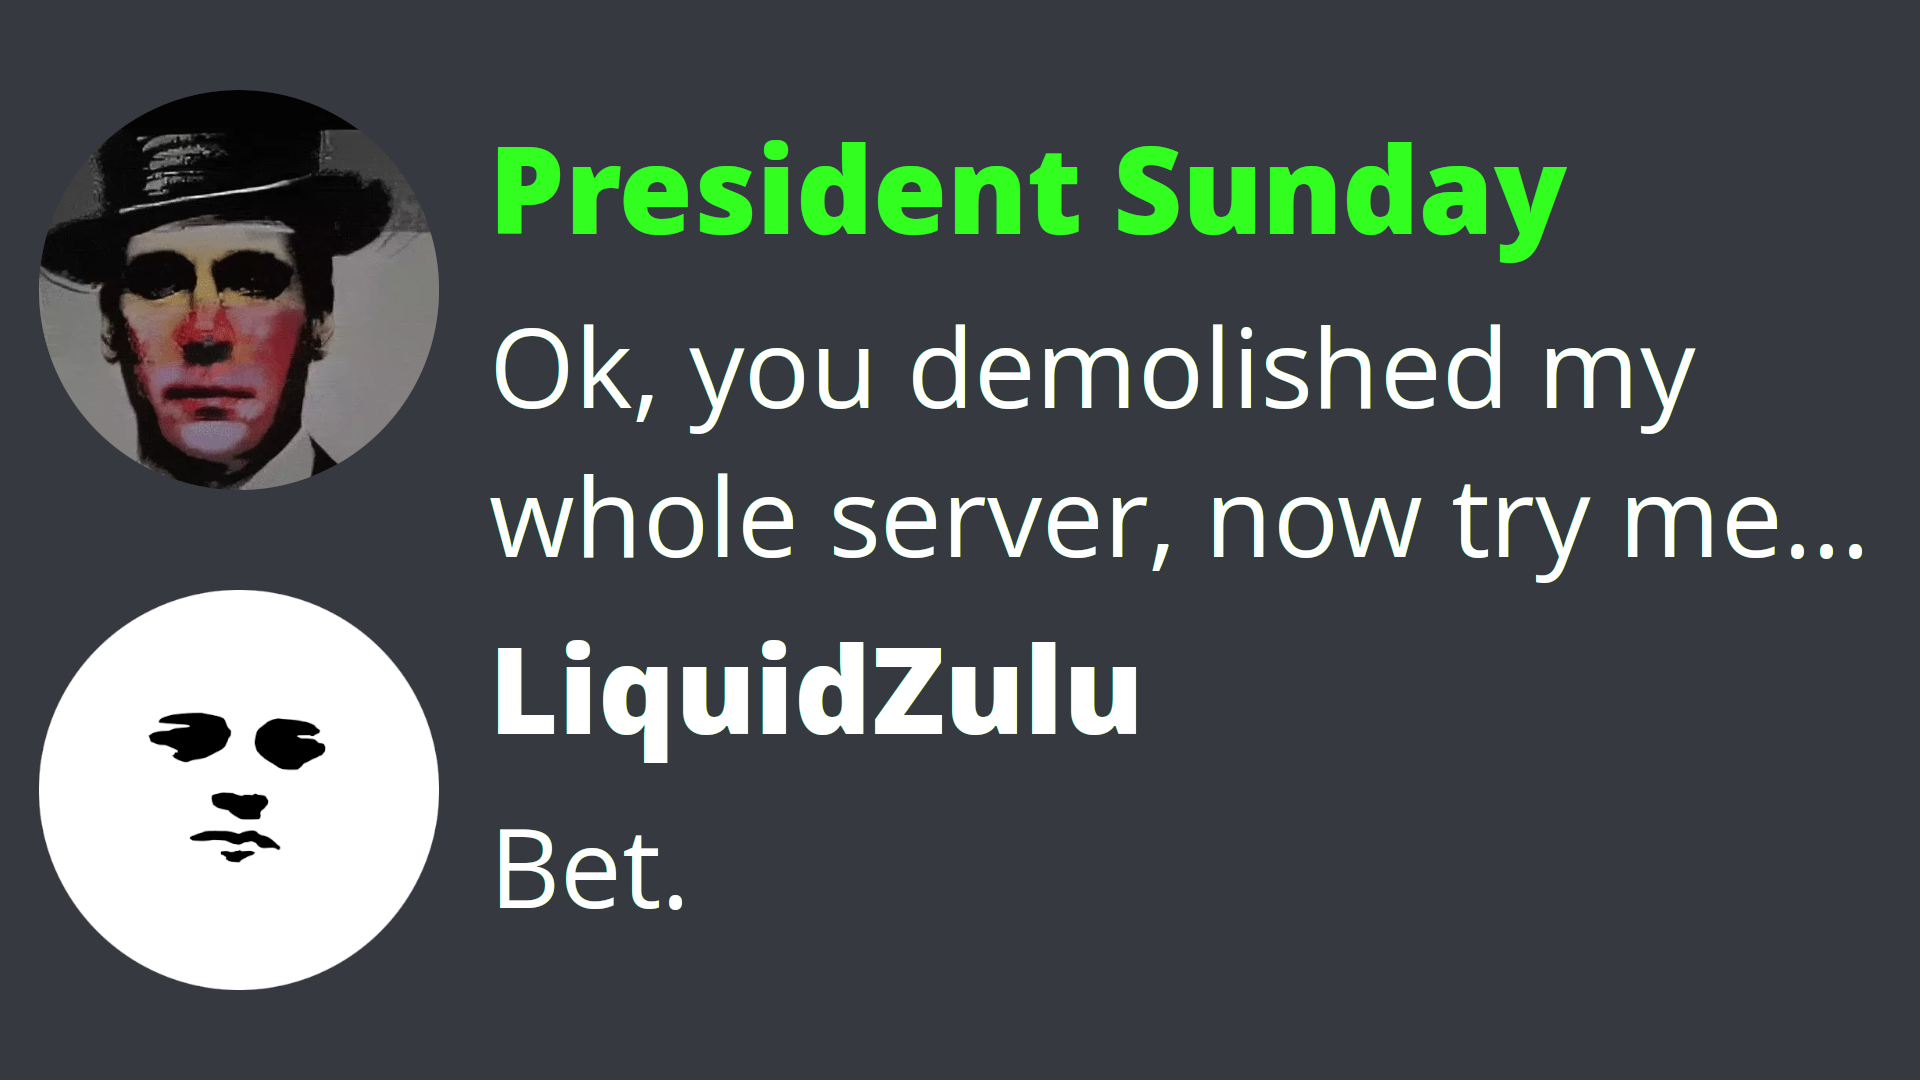 President Sunday
Ok, you demolished my
whole server, now try me...
LiquidZulu
Bet.